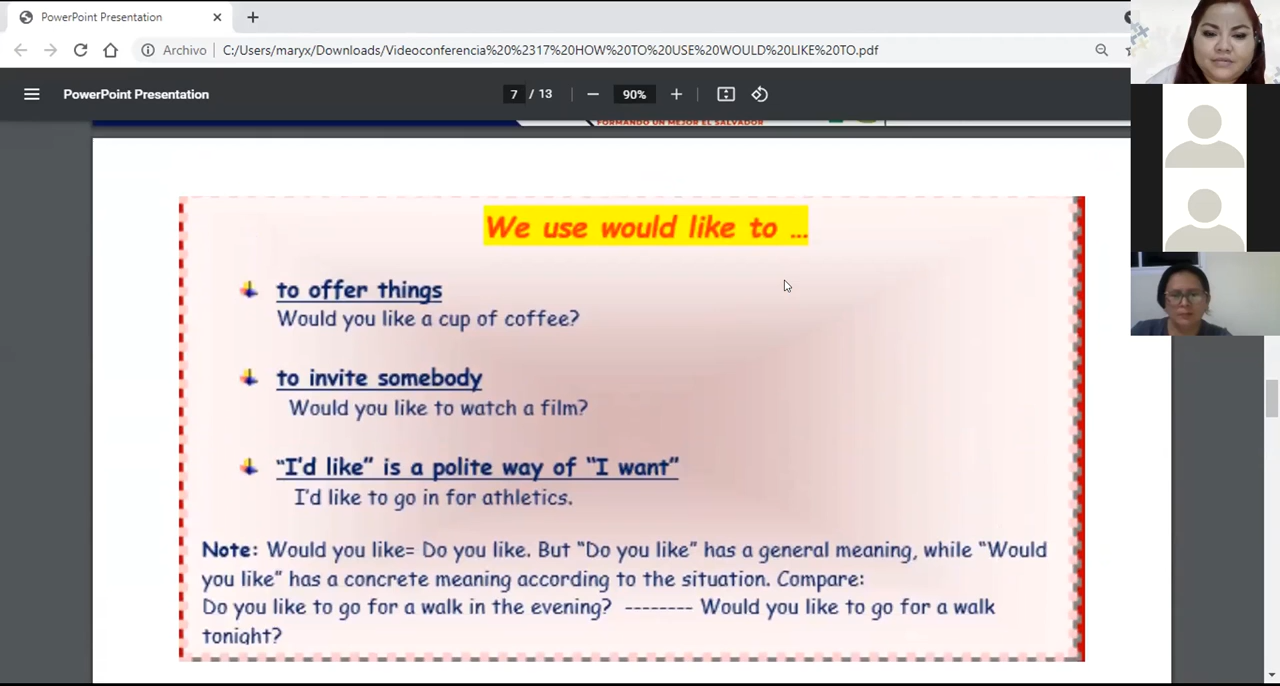 PowerPoint Presentation
Archivo
C:/Users/maryx/Downloads/Videoconferencia%20%2317%20HOW%20TO%20USE%20WOULD%20LIKE%20TO.pdf
PowerPoint Presentation
7 / 13
90%
FORMANDO UN MEJOR EL SALVADOR
We use would like to ...
to offer things
Would you like a cup of coffee?
to invite somebody
Would you like to watch a film?
"I'd like" is a polite way of "I want"
I'd like to go in for athletics.
Note: Would you like= Do you like. But "Do you like" has a general meaning, while "Would
you like" has a concrete meaning according to the situation. Compare:
Do you like to go for a walk in the evening? -------- Would you like to go for a walk
tonight?